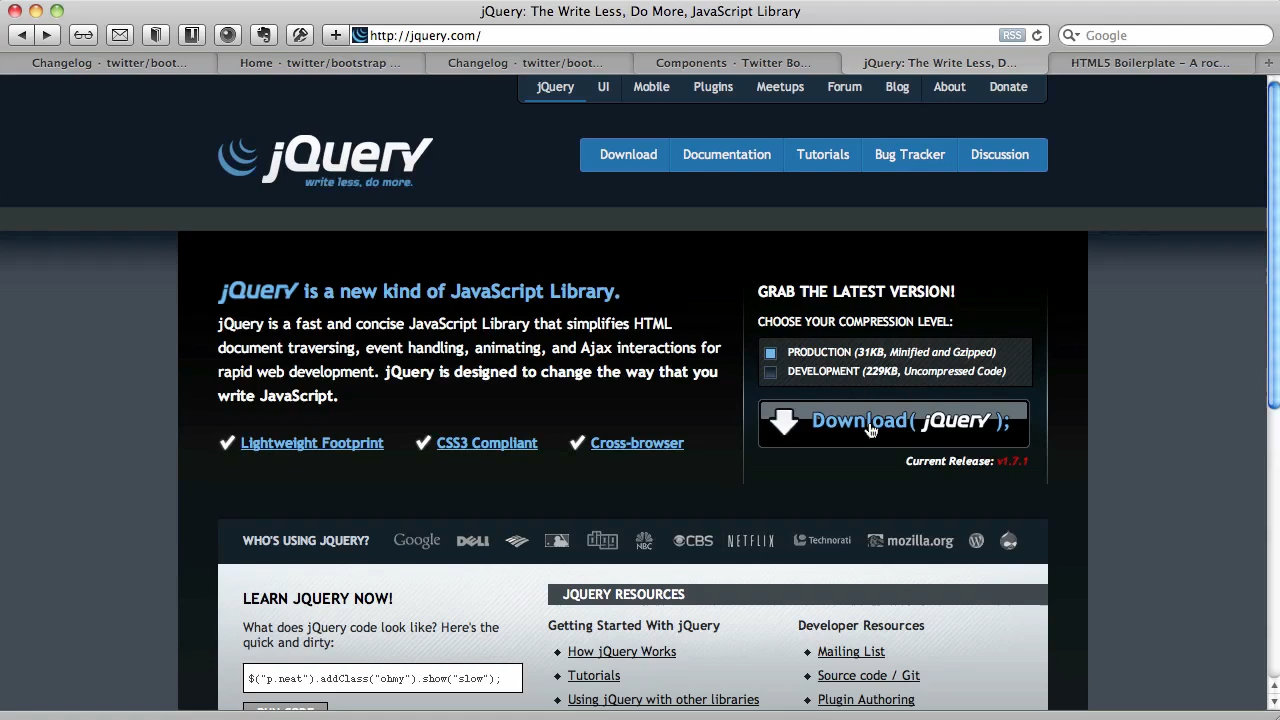 jQuery: The Write Less, Do More, JavaScript Library
http://jquery.com/
RSS
Google
Changelog · twitter/boot...
Home · twitter/bootstrap ...
Changelog · twitter/boot...
Components · Twitter Bo...
jQuery: The Write Less, D...
HTML5 Boilerplate - A roc...
jQuery UI Mobile Plugins Meetups Forum Blog About Donate
jQuery
write less, do more.
Download Documentation Tutorials Bug Tracker Discussion
jQuery is a new kind of JavaScript Library.
jQuery is a fast and concise JavaScript Library that simplifies HTML
document traversing, event handling, animating, and Ajax interactions for
rapid web development. jQuery is designed to change the way that you
write JavaScript.
Lightweight Footprint CSS3 Compliant Cross-browser
GRAB THE LATEST VERSION!
CHOOSE YOUR COMPRESSION LEVEL:
PRODUCTION (31KB, Minified and Gzipped)
DEVELOPMENT (229KB, Uncompressed Code)
Download( jQuery );
Current Release: v1.7.1
WHO'S USING JQUERY? Google DELL digg NBC CBS NETFLIX Technorati mozilla.org
LEARN JQUERY NOW!
What does jQuery code look like? Here's the
quick and dirty:
$("p.neat").addClass("ohmy").show("slow");
RUN CODE
JQUERY RESOURCES
Getting Started With jQuery
How jQuery Works
Tutorials
Using jQuery with other libraries
Developer Resources
Mailing List
Source code / Git
Plugin Authoring